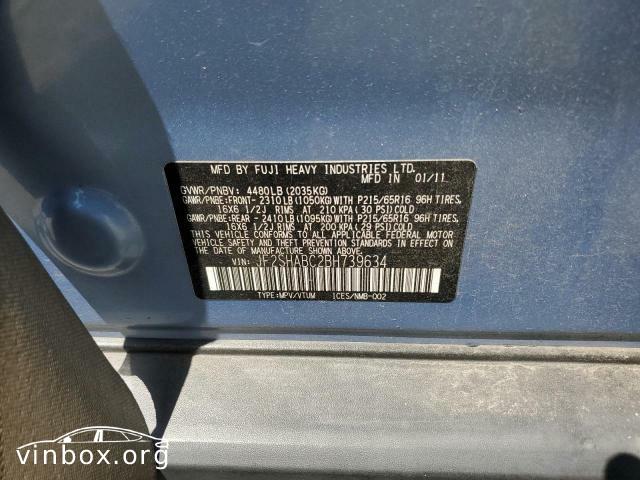 MFD BY FUJI HEAVY INDUSTRIES LTD.
MFD IN 01/11
GVWR/PNBV: 4480LB(2035KG)
GAWR/PNBE:FRONT- 2310LB(1050KG) WITH P215/65R16 96H TIRES,
16X6 1/2J RIMS AT 210 KPA(30 PSI)COLD
GAWR/PNBE:REAR - 2410LB(1095KG) WITH P215/65R16 96H TIRES,
16X6 1/2J RIMS AT 200 KPA(29 PSI)COLD
THIS VEHICLE CONFORMS TO ALL APPLICABLE FEDERAL MOTOR
VEHICLE SAFETY AND THEFT PREVENTION STANDARDS IN EFFECT ON
THE DATE OF MANUFACTURE SHOWN ABOVE.
VIN: JF2SHABC2BH739634
TYPE:MPV/VTUM ICES/NMB-002
vinbox.org